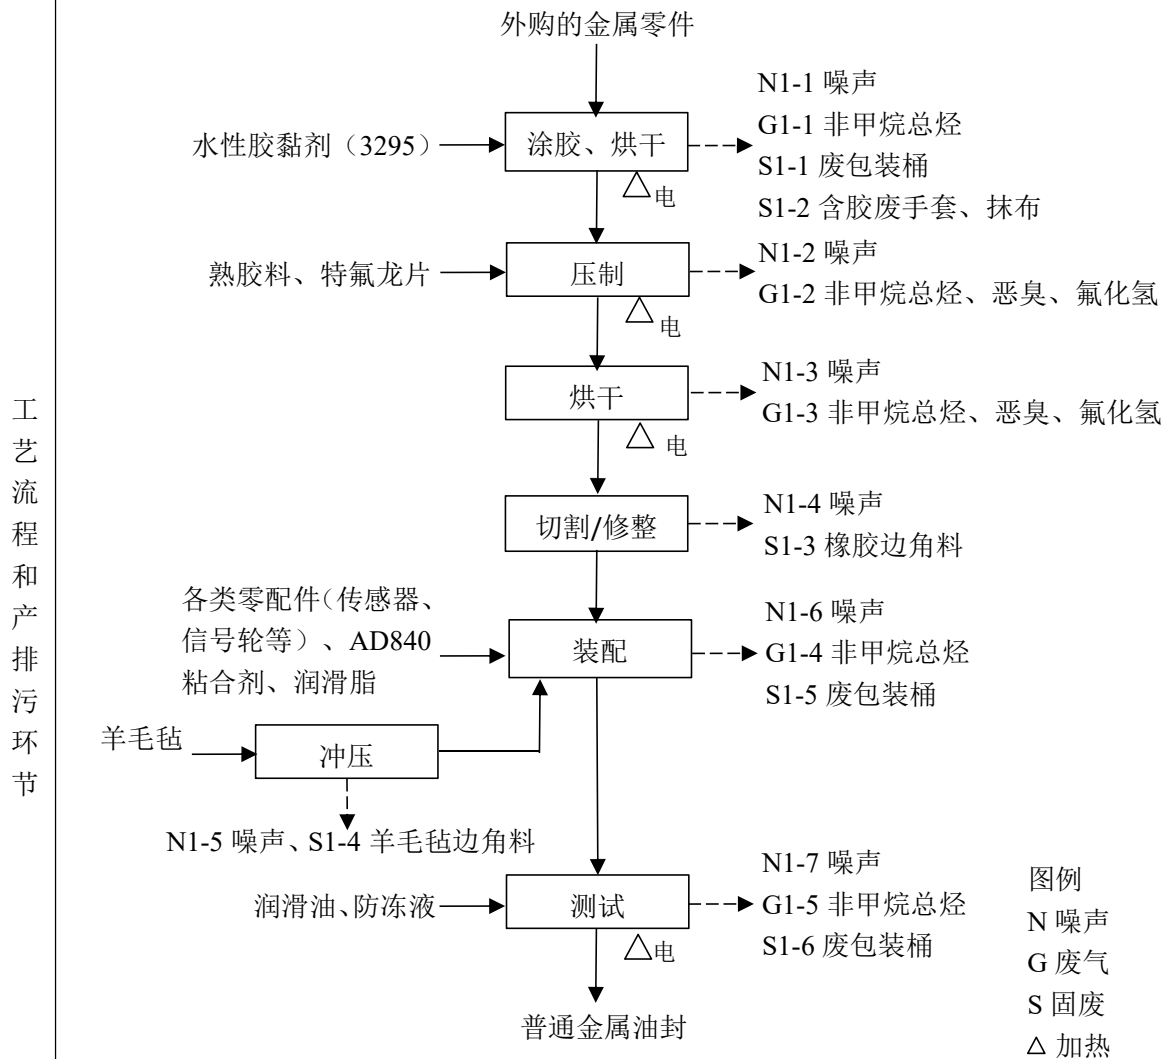 工艺流程和产排污环节
外购的金属零件
水性胶黏�（3295）
涂胶、烘干
电
N1-1 噪声
G1-1 非甲烷总烃
S1-1 废包装桶
S1-2 含胶废手套、抹布
熟胶料、特氟龙片
压制
电
N1-2 噪声
G1-2 非甲烷总烃、恶臭、氟化氢
烘干
电
N1-3 噪声
G1-3 非甲烷总烃、恶臭、氟化氢
切割/修整
N1-4 噪声
S1-3 橡胶边角料
各类零配件（传感器、
信号轮等）、AD840
粘合剂、润滑脂
装配
N1-6 噪声
G1-4 非甲烷总烃
S1-5 废包装桶
羊毛毡
冲压
N1-5 噪声、S1-4 羊毛毡边角料
润滑油、防冻液
测试
电
N1-7 噪声
G1-5 非甲烷总烃
S1-6 废包装桶
普通金属油封
图例
N 噪声
G 废气
S 固废
△ 加热